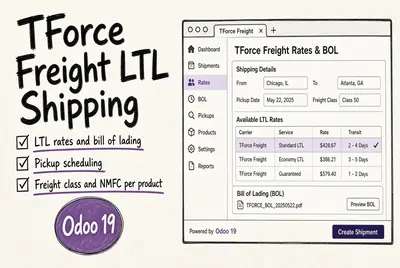 TForce
Freight LTL
Shipping
LTL rates and bill of lading
Pickup scheduling
Freight class and NMFC per product
Odoo 19
TForce Freight
Dashboard
Shipments
Rates
BOL
Pickups
Products
Settings
Reports
TForce Freight Rates & BOL
Shipping Details
From Chicago, IL To Atlanta, GA
Pickup Date May 22, 2025 Freight Class Class 50
Available LTL Rates
Carrier Service Rate Transit
TForce Freight Standard LTL $428.67 2 - 4 Days
TForce Freight Economy LTL $386.21 3 - 5 Days
TForce Freight Guaranteed $579.40 1 - 2 Days
Bill of Lading (BOL)
TFORCE_BOL_20250522.pdf Preview BOL
Powered by Odoo 19 Create Shipment